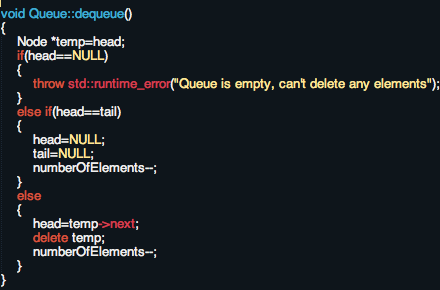 void Queue::dequeue()
{
    Node *temp=head;
    if(head==NULL)
    {
        throw std::runtime_error("Queue is empty, can't delete any elements");
    }
    else if(head==tail)
    {
        head=NULL;
        tail=NULL;
        numberOfElements--;
    }
    else
    {
        head=temp->next;
        delete temp;
        numberOfElements--;
    }
}